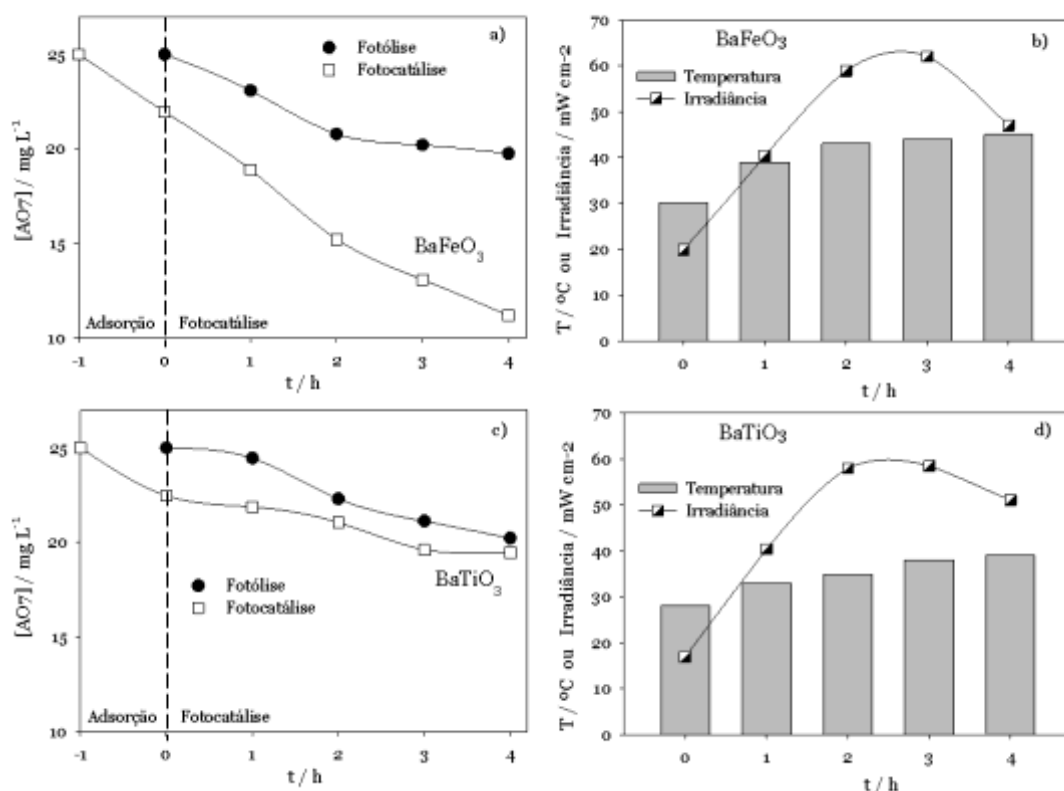 a)
Fotólise
Fotocatálise
25
20
15
10
[AO7] / mg L⁻¹
BaFeO₃
Adsorção
Fotocatálise
-1 0 1 2 3 4
t / h
b)
BaFeO₃
Temperatura
Irradiância
70
60
50
40
30
20
10
0
T / ºC ou Irradiância / mW cm-2
0 1 2 3 4
t / h
c)
25
20
15
10
[AO7] / mg L⁻¹
BaTiO₃
Fotólise
Fotocatálise
Adsorção
Fotocatálise
-1 0 1 2 3 4
t / h
d)
BaTiO₃
Temperatura
Irradiância
70
60
50
40
30
20
10
0
T / ºC ou Irradiância / mW cm-2
0 1 2 3 4
t / h